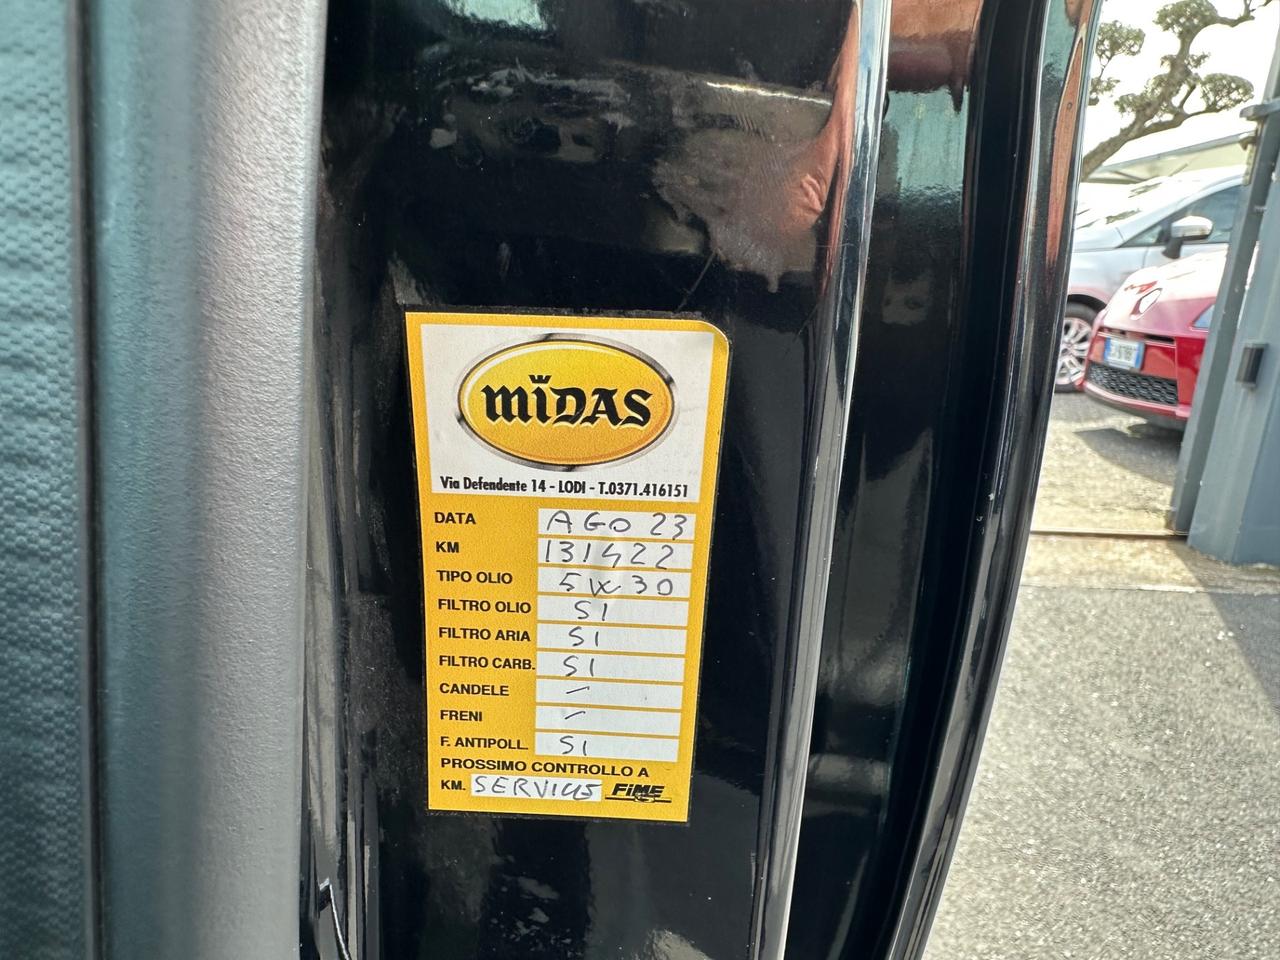 MIDAS
Via Defendente 14 - LODI - T.0371.416151
DATA AGO 23
KM 131422
TIPO OLIO 5W30
FILTRO OLIO SI
FILTRO ARIA SI
FILTRO CARB. SI
CANDELE –
FRENI –
F. ANTIPOLL. SI
PROSSIMO CONTROLLO A
KM. SERVICE FIME